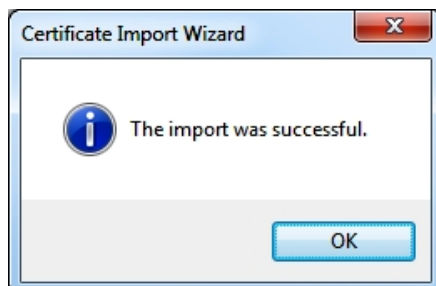 Certificate Import Wizard
The import was successful.
OK